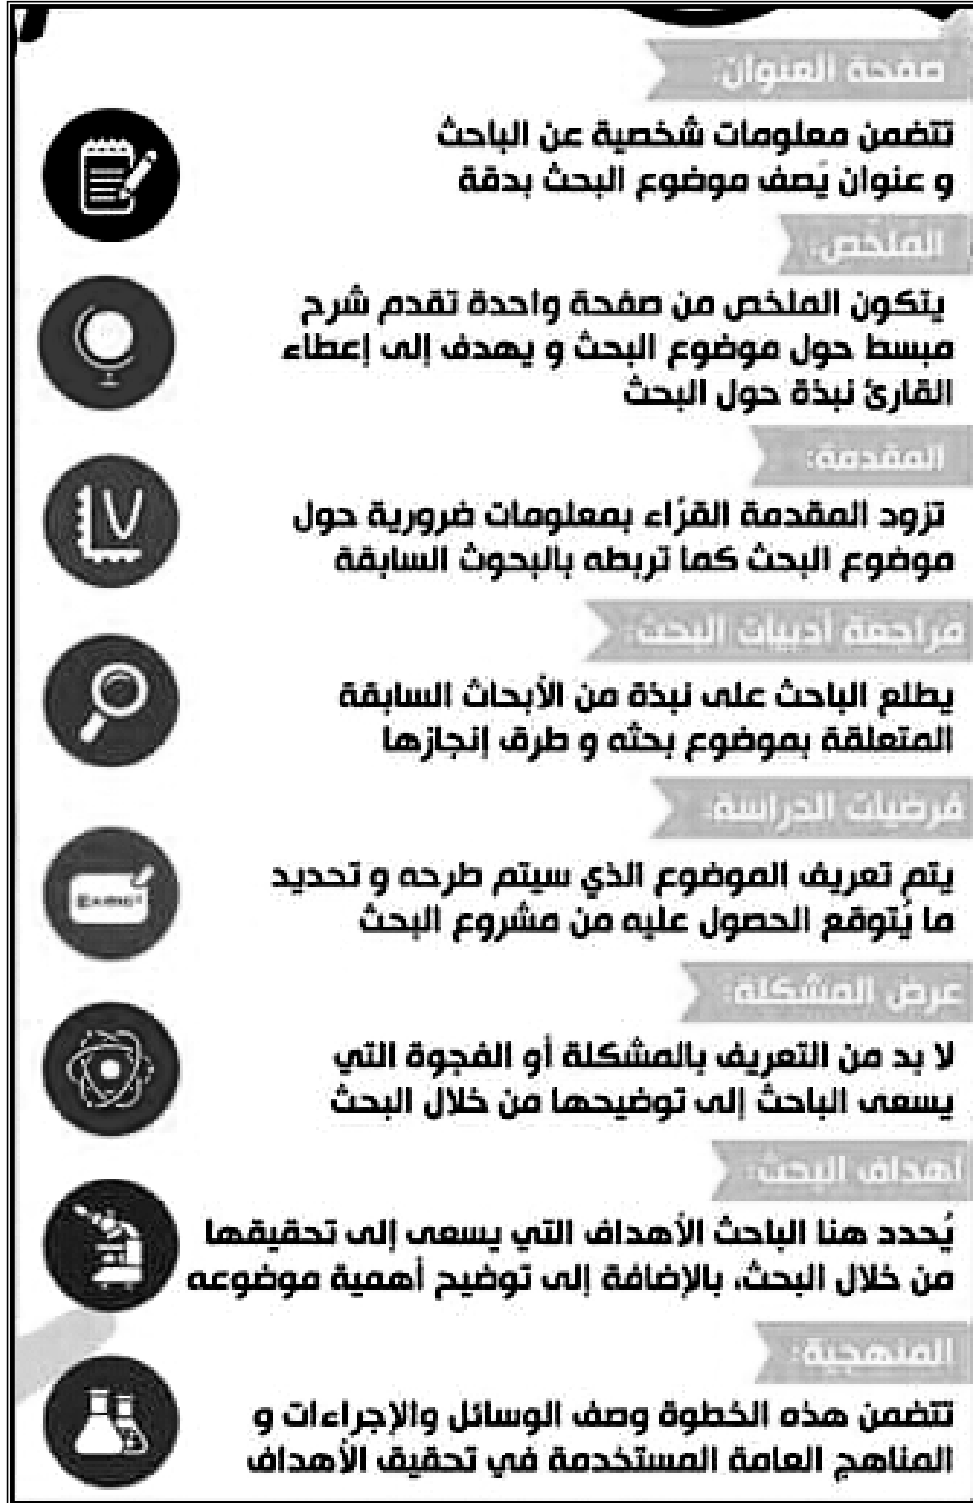 صفحة العنوان:
تتضمن معلومات شخصية عن الباحث
و عنوان يَصف موضوع البحث بدقة
المُلخّص:
يتكون الملخص من صفحة واحدة تقدم شرح
مبسط حول موضوع البحث و يهدف إلى إعطاء
القارئ نبذة حول البحث
المقدمة:
تزود المقدمة القرّاء بمعلومات ضرورية حول
موضوع البحث كما تربطه بالبحوث السابقة
مراجعة أدبيات البحث:
يطلع الباحث على نبذة من الأبحاث السابقة
المتعلقة بموضوع بحثه و طرق إنجازها
فرضيات الدراسة:
يتم تعريف الموضوع الذي سيتم طرحه و تحديد
ما يُتوقع الحصول عليه من مشروع البحث
عرض المشكلة:
لا بد من التعريف بالمشكلة أو الفجوة التي
يسعى الباحث إلى توضيحها من خلال البحث
اهداف البحث:
يُحدد هنا الباحث الأهداف التي يسعى إلى تحقيقها
من خلال البحث، بالإضافة إلى توضيح أهمية موضوعه
المنهجية:
تتضمن هذه الخطوة وصف الوسائل والإجراءات و
المناهج العامة المستخدمة في تحقيق الأهداف